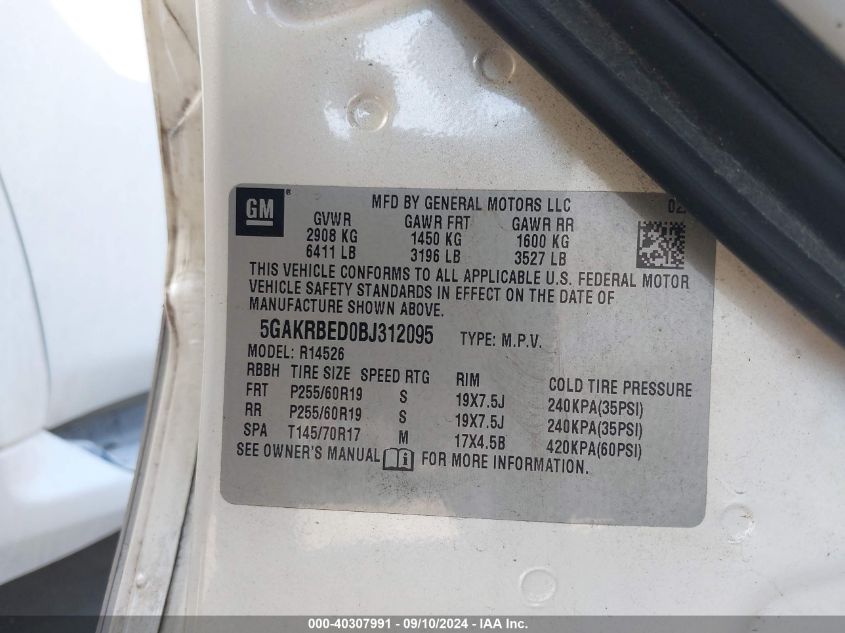 GM ®
MFD BY GENERAL MOTORS LLC 02
GVWR GAWR FRT GAWR RR
2908 KG 1450 KG 1600 KG
6411 LB 3196 LB 3527 LB
THIS VEHICLE CONFORMS TO ALL APPLICABLE U.S. FEDERAL MOTOR
VEHICLE SAFETY STANDARDS IN EFFECT ON THE DATE OF
MANUFACTURE SHOWN ABOVE.
5GAKRBED0BJ312095 TYPE: M.P.V.
MODEL: R14526
RBBH TIRE SIZE SPEED RTG RIM COLD TIRE PRESSURE
FRT P255/60R19 S 19X7.5J 240KPA(35PSI)
RR P255/60R19 S 19X7.5J 240KPA(35PSI)
SPA T145/70R17 M 17X4.5B 420KPA(60PSI)
SEE OWNER'S MANUAL i FOR MORE INFORMATION.
000-40307991 - 09/10/2024 - IAA Inc.